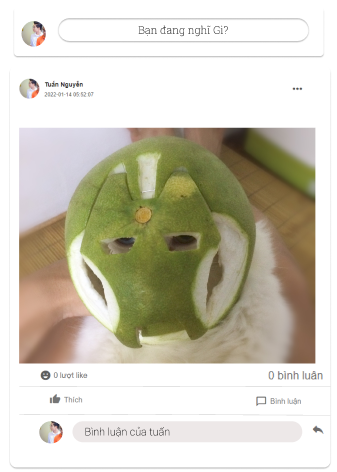 Bạn đang nghĩ Gì?
Tuấn Nguyễn
2022-01-14 05:52:07
0 lượt like
0 bình luân
Thích
Bình luận
Bình luận của tuấn